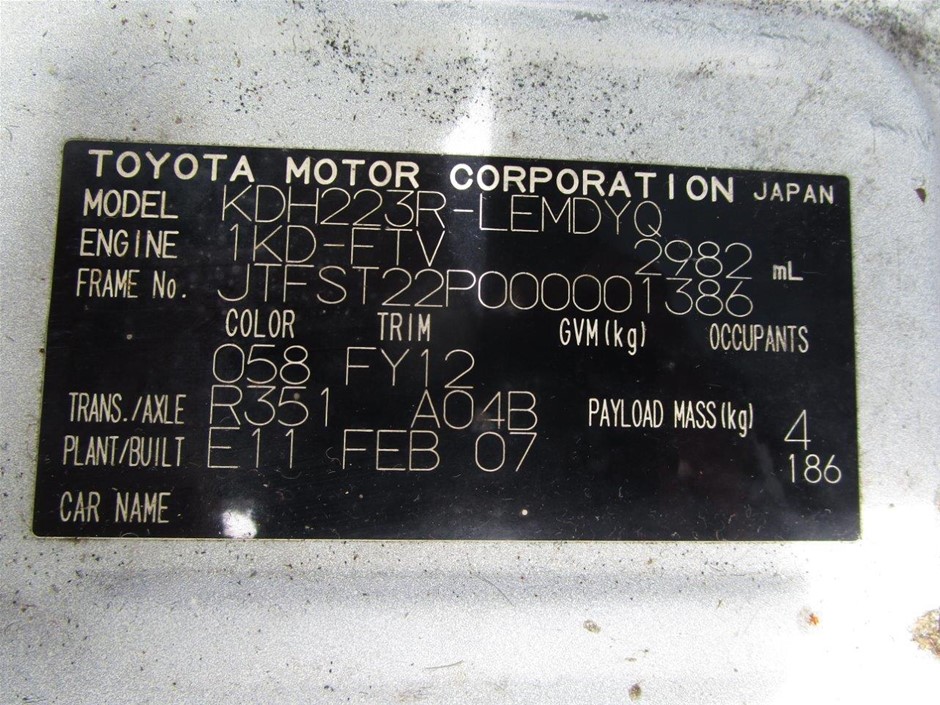 TOYOTA MOTOR CORPORATION JAPAN
MODEL KDH223R-LEMDYQ
ENGINE 1KD-FTV 2982 mL
FRAME No. JTFST22P000001386
COLOR TRIM GVM(kg) OCCUPANTS
058 FY12
TRANS./AXLE R351 A04B PAYLOAD MASS(kg) 4
PLANT/BUILT E11 FEB 07 186
CAR NAME